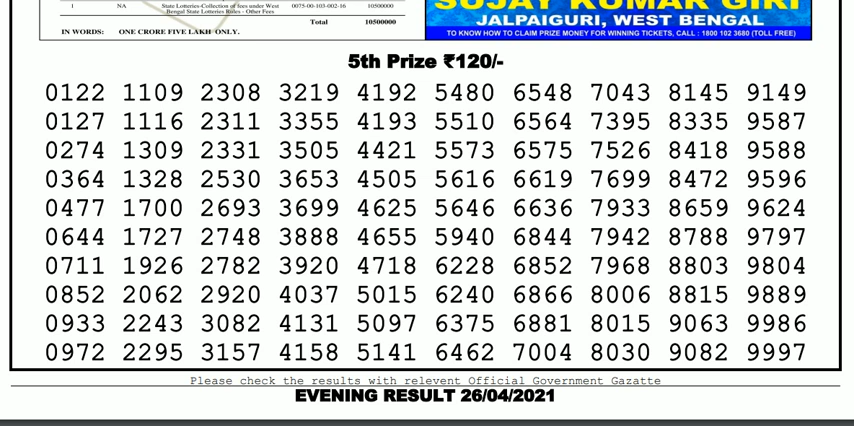 SUJAY KUMAR GIRI
JALPAIGURI, WEST BENGAL
TO KNOW HOW TO CLAIM PRIZE MONEY FOR WINNING TICKETS, CALL : 1800 102 3680 (TOLL FREE)
1 NA State Lotteries-Collection of fees under West Bengal State Lotteries Rules - Other Fees 0075-00-103-002-16 10500000
Total 10500000
IN WORDS: ONE CRORE FIVE LAKH ONLY.
5th Prize ₹120/-
0122 1109 2308 3219 4192 5480 6548 7043 8145 9149
0127 1116 2311 3355 4193 5510 6564 7395 8335 9587
0274 1309 2331 3505 4421 5573 6575 7526 8418 9588
0364 1328 2530 3653 4505 5616 6619 7699 8472 9596
0477 1700 2693 3699 4625 5646 6636 7933 8659 9624
0644 1727 2748 3888 4655 5940 6844 7942 8788 9797
0711 1926 2782 3920 4718 6228 6852 7968 8803 9804
0852 2062 2920 4037 5015 6240 6866 8006 8815 9889
0933 2243 3082 4131 5097 6375 6881 8015 9063 9986
0972 2295 3157 4158 5141 6462 7004 8030 9082 9997
Please check the results with relevent Official Government Gazatte
EVENING RESULT 26/04/2021